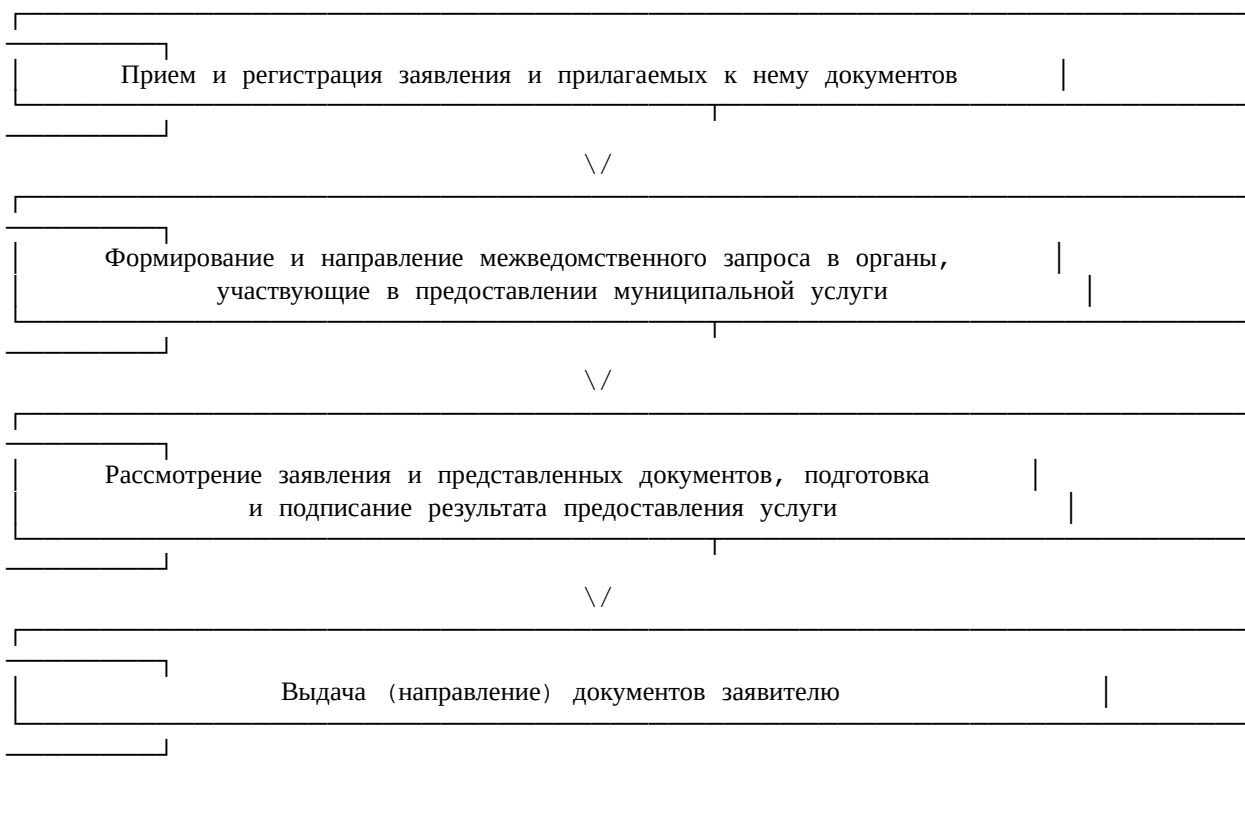 Прием и регистрация заявления и прилагаемых к нему документов
\/
Формирование и направление межведомственного запроса в органы,
участвующие в предоставлении муниципальной услуги
\/
Рассмотрение заявления и представленных документов, подготовка
и подписание результата предоставления услуги
\/
Выдача (направление) документов заявителю